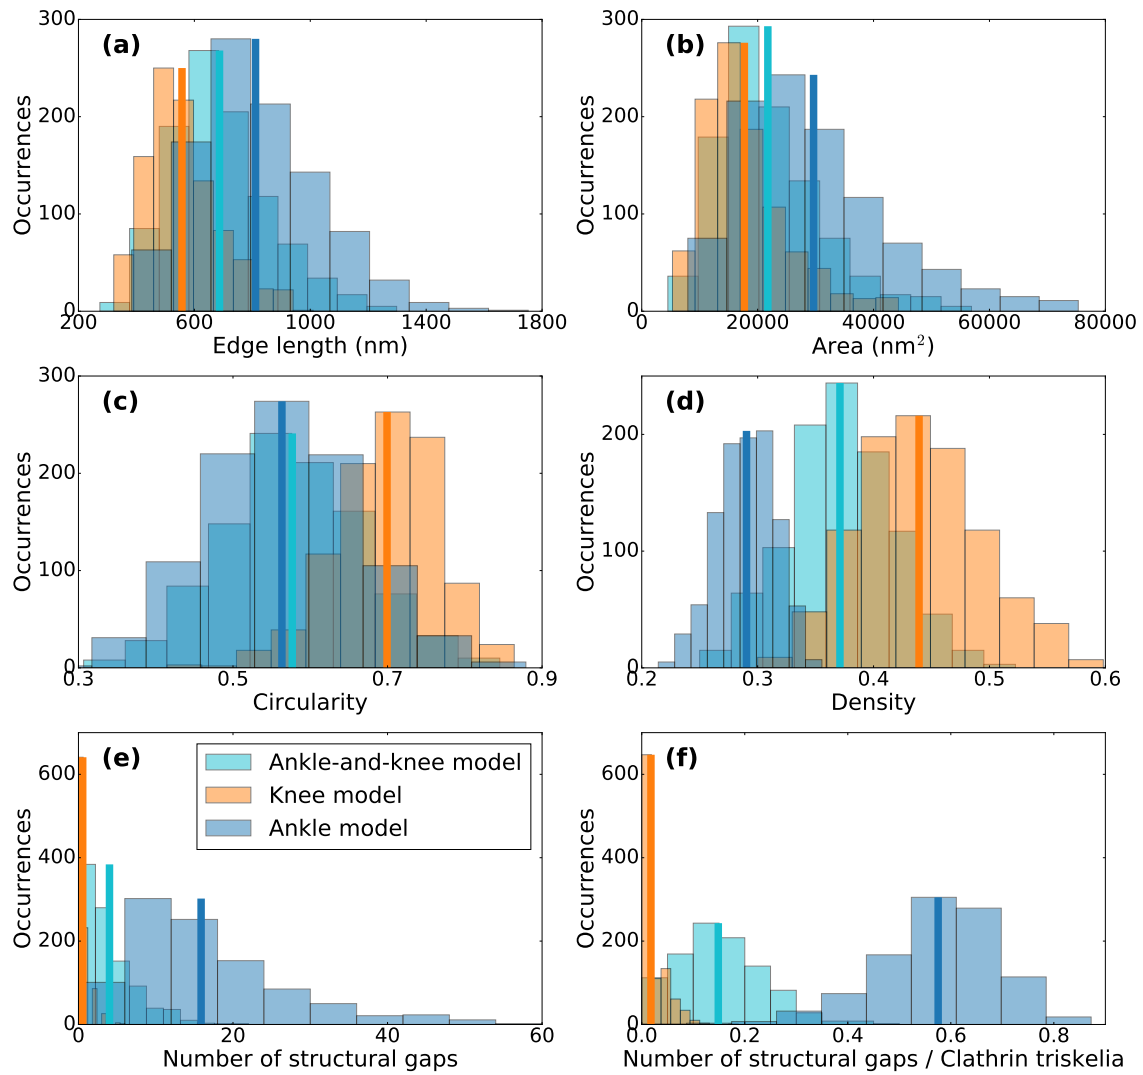 (a)
Occurrences
300
200
100
0
200 600 1000 1400 1800
Edge length (nm)
(b)
Occurrences
300
200
100
0
0 20000 40000 60000 80000
Area (nm²)
(c)
Occurrences
300
200
100
0
0.3 0.5 0.7 0.9
Circularity
(d)
Occurrences
200
100
0
0.2 0.3 0.4 0.5 0.6
Density
(e)
Ankle-and-knee model
Knee model
Ankle model
Occurrences
600
400
200
0
0 20 40 60
Number of structural gaps
(f)
Occurrences
600
400
200
0
0.0 0.2 0.4 0.6 0.8
Number of structural gaps / Clathrin triskelia